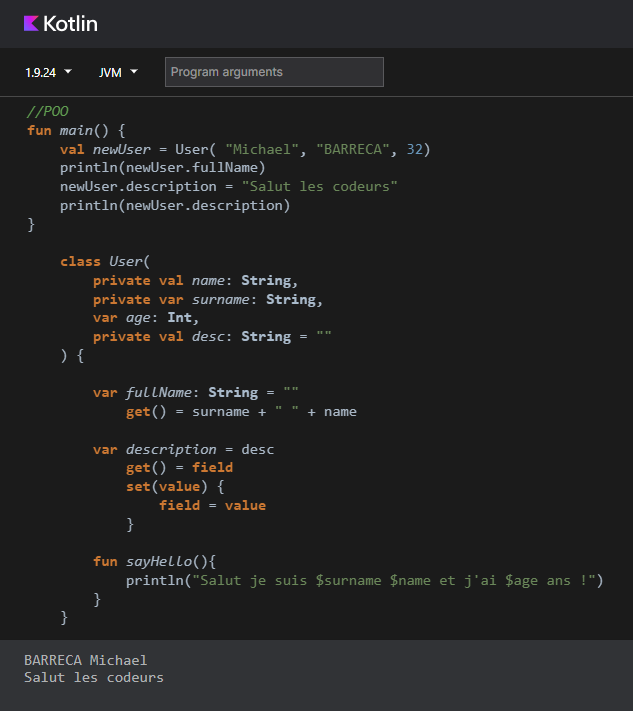 Kotlin
1.9.24 JVM Program arguments
//POO
fun main() {
    val newUser = User( "Michael", "BARRECA", 32)
    println(newUser.fullName)
    newUser.description = "Salut les codeurs"
    println(newUser.description)
}
    class User(
        private val name: String,
        private var surname: String,
        var age: Int,
        private val desc: String = ""
    ) {
        var fullName: String = ""
            get() = surname + " " + name
        var description = desc
            get() = field
            set(value) {
                field = value
            }
        fun sayHello(){
            println("Salut je suis $surname $name et j'ai $age ans !")
        }
    }
BARRECA Michael
Salut les codeurs